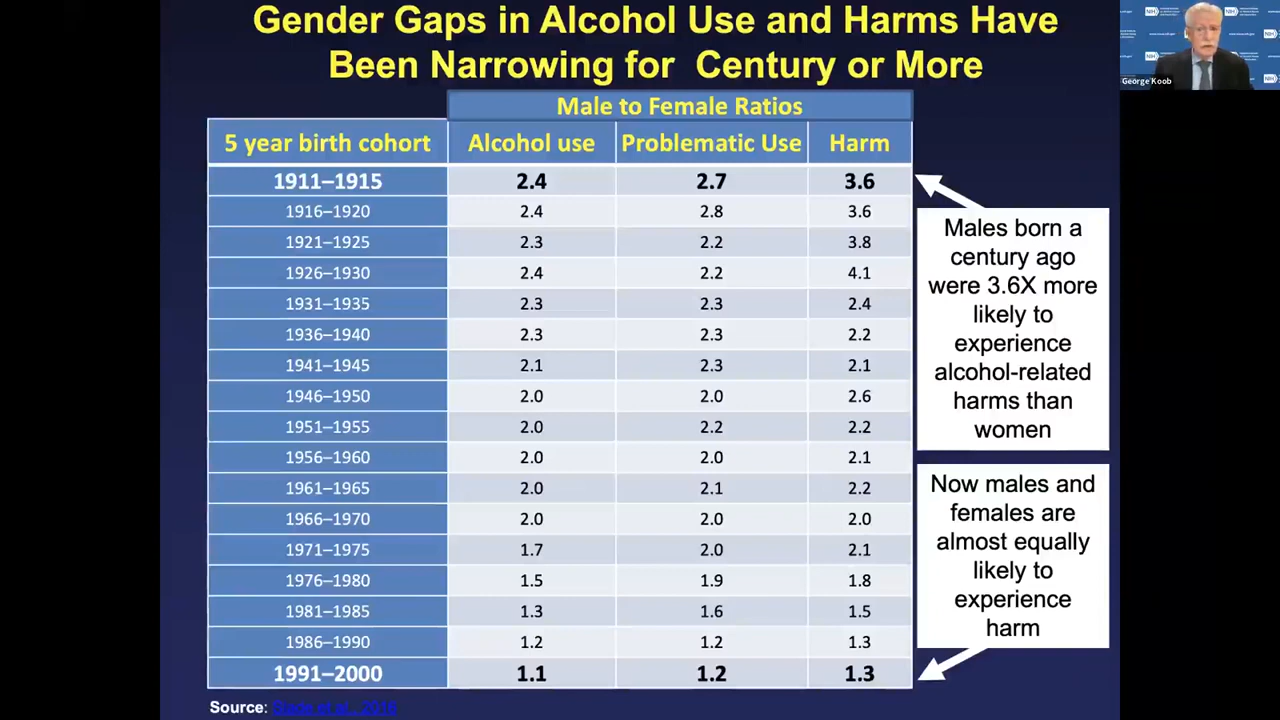 Gender Gaps in Alcohol Use and Harms Have
Been Narrowing for Century or More
NIH
NIH
NIH
NIH
George Koob
Male to Female Ratios
5 year birth cohort Alcohol use Problematic Use Harm
1911–1915 2.4 2.7 3.6
1916–1920 2.4 2.8 3.6
1921–1925 2.3 2.2 3.8
1926–1930 2.4 2.2 4.1
1931–1935 2.3 2.3 2.4
1936–1940 2.3 2.3 2.2
1941–1945 2.1 2.3 2.1
1946–1950 2.0 2.0 2.6
1951–1955 2.0 2.2 2.2
1956–1960 2.0 2.0 2.1
1961–1965 2.0 2.1 2.2
1966–1970 2.0 2.0 2.0
1971–1975 1.7 2.0 2.1
1976–1980 1.5 1.9 1.8
1981–1985 1.3 1.6 1.5
1986–1990 1.2 1.2 1.3
1991–2000 1.1 1.2 1.3
Males born a
century ago
were 3.6X more
likely to
experience
alcohol-related
harms than
women
Now males and
females are
almost equally
likely to
experience
harm
Source: et al., 2016